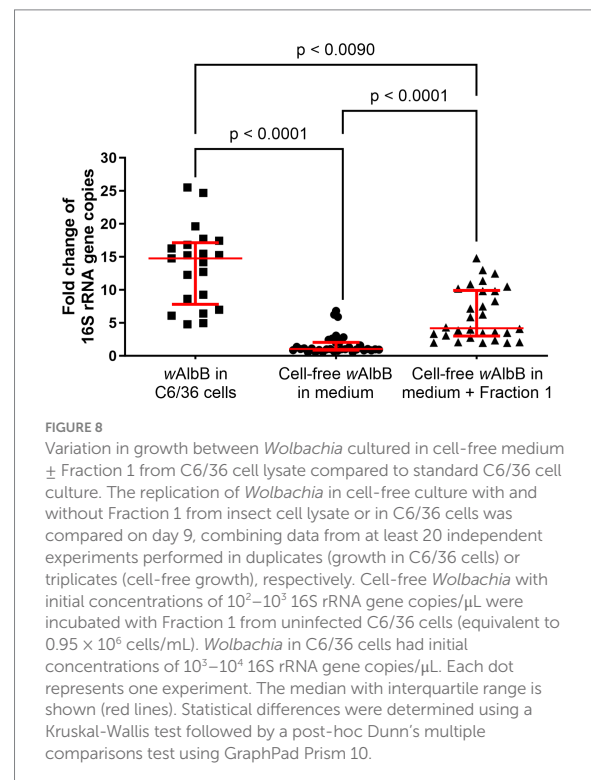 p < 0.0090
p < 0.0001
p < 0.0001
30
25
20
15
10
5
0
Fold change of
16S rRNA gene copies
wAlbB in
C6/36 cells
Cell-free wAlbB
in medium
Cell-free wAlbB in
medium + Fraction 1
FIGURE 8
Variation in growth between Wolbachia cultured in cell-free medium
± Fraction 1 from C6/36 cell lysate compared to standard C6/36 cell
culture. The replication of Wolbachia in cell-free culture with and
without Fraction 1 from insect cell lysate or in C6/36 cells was
compared on day 9, combining data from at least 20 independent
experiments performed in duplicates (growth in C6/36 cells) or
triplicates (cell-free growth), respectively. Cell-free Wolbachia with
initial concentrations of 10²–10³ 16S rRNA gene copies/μL were
incubated with Fraction 1 from uninfected C6/36 cells (equivalent to
0.95 × 10⁶ cells/mL). Wolbachia in C6/36 cells had initial
concentrations of 10³–10⁴ 16S rRNA gene copies/μL. Each dot
represents one experiment. The median with interquartile range is
shown (red lines). Statistical differences were determined using a
Kruskal-Wallis test followed by a post-hoc Dunn's multiple
comparisons test using GraphPad Prism 10.